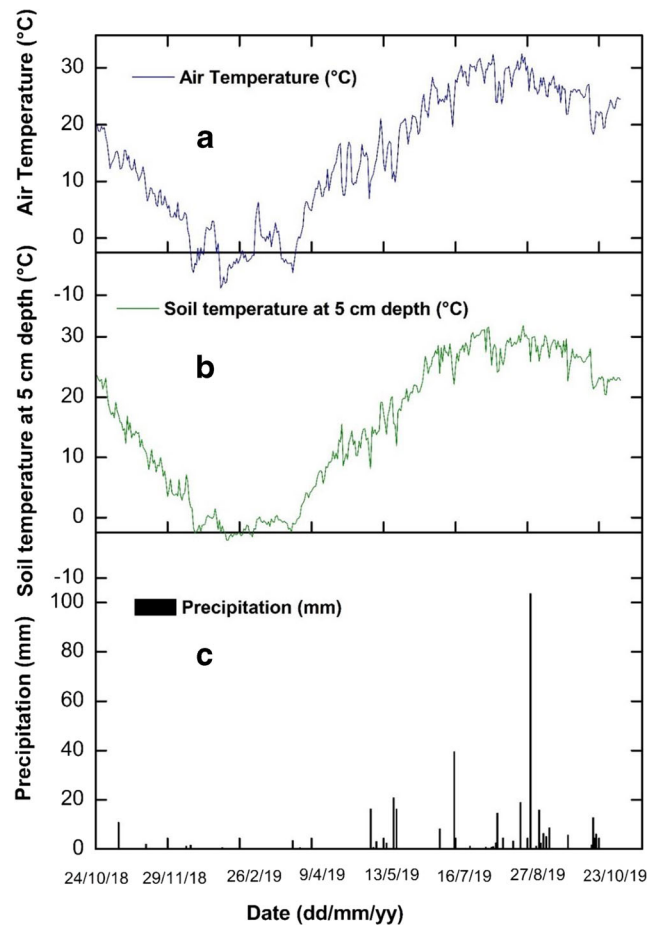 Air Temperature (°C)
30
20
10
0
-10
Air Temperature (°C)
a
Soil temperature at 5 cm depth (°C)
30
20
10
0
-10
Soil temperature at 5 cm depth (°C)
b
Precipitation (mm)
100
80
60
40
20
0
Precipitation (mm)
c
24/10/18 29/11/18 26/2/19 9/4/19 13/5/19 16/7/19 27/8/19 23/10/19
Date (dd/mm/yy)